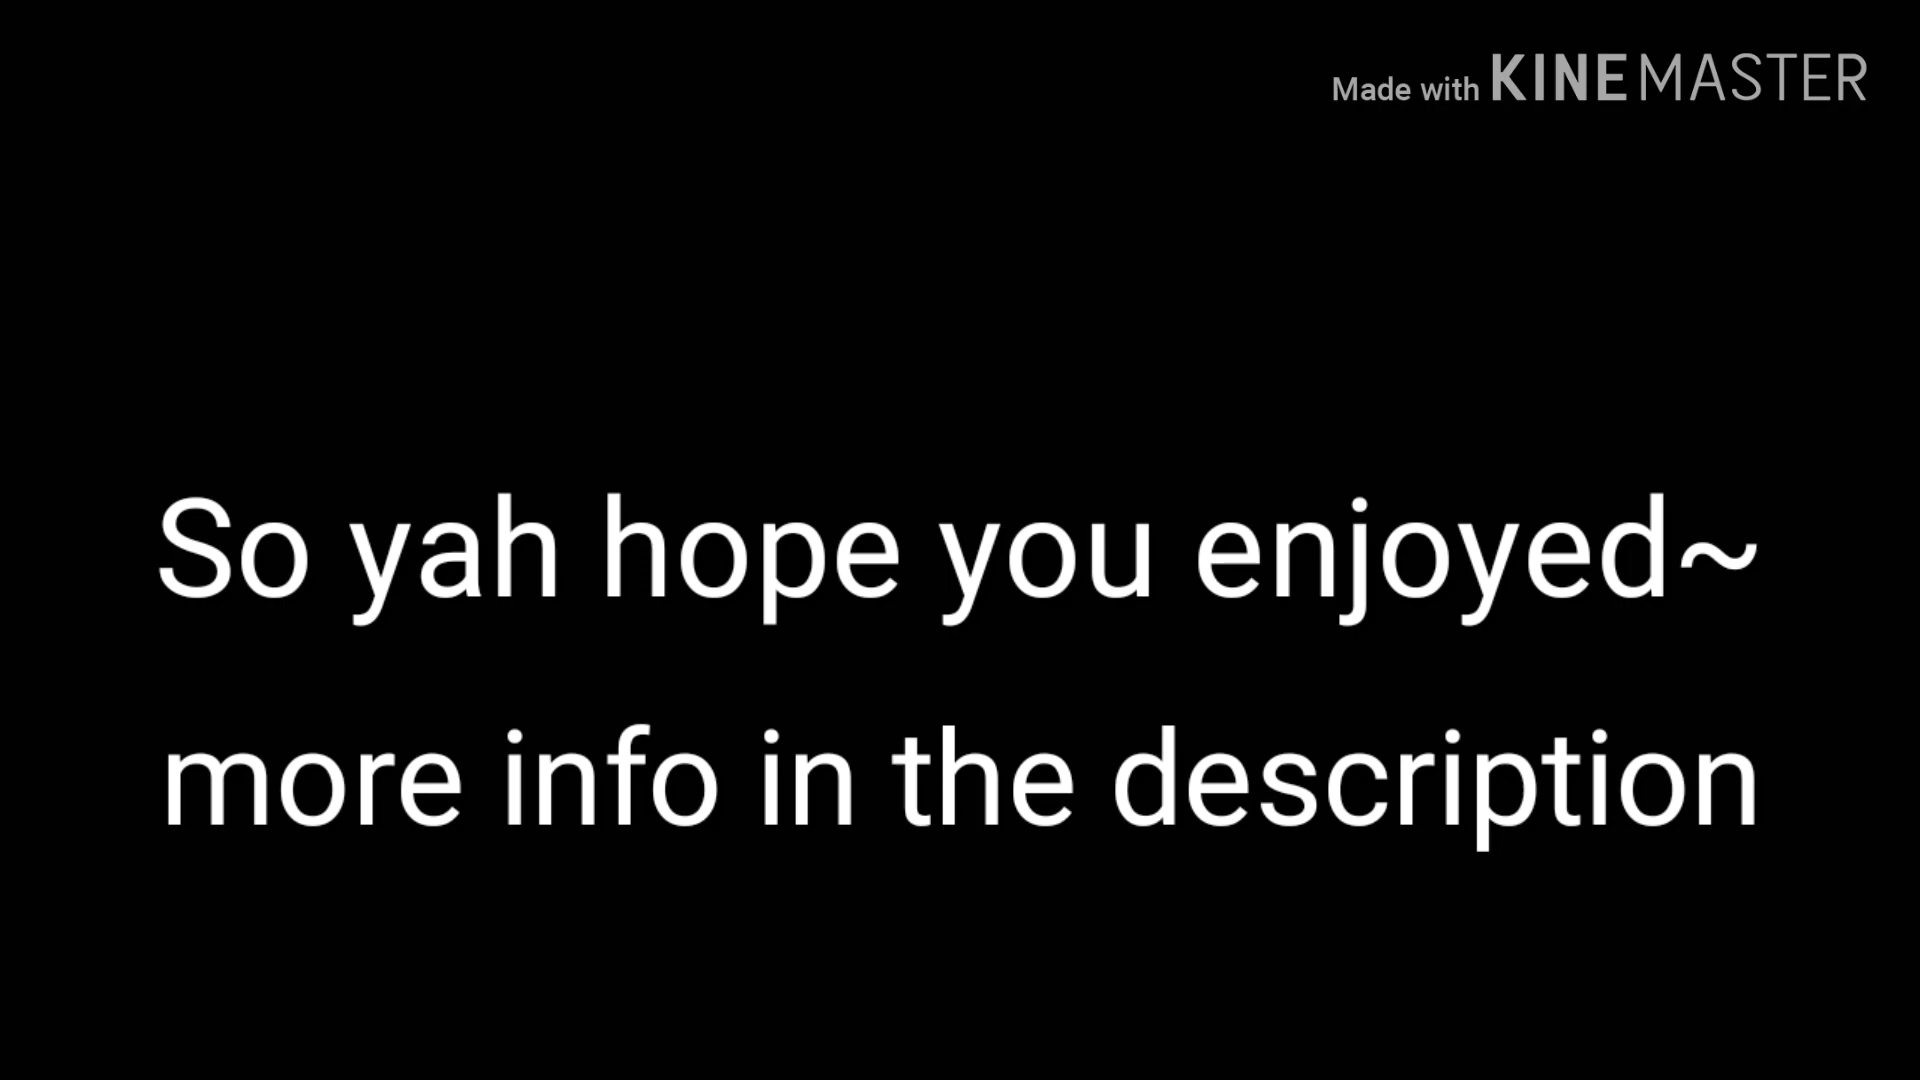 Made with KINEMASTER
So yah hope you enjoyed~
more info in the description